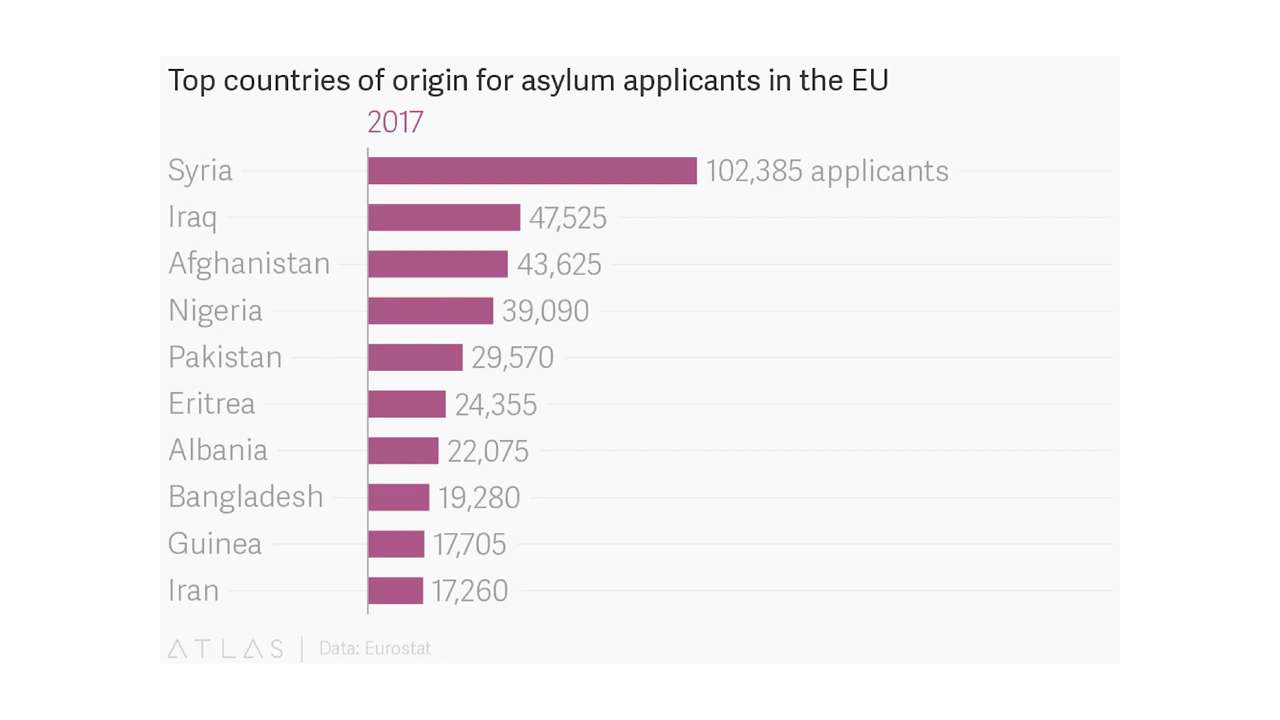 Top countries of origin for asylum applicants in the EU
2017
Syria 102,385 applicants
Iraq 47,525
Afghanistan 43,625
Nigeria 39,090
Pakistan 29,570
Eritrea 24,355
Albania 22,075
Bangladesh 19,280
Guinea 17,705
Iran 17,260
ATLAS | Data: Eurostat